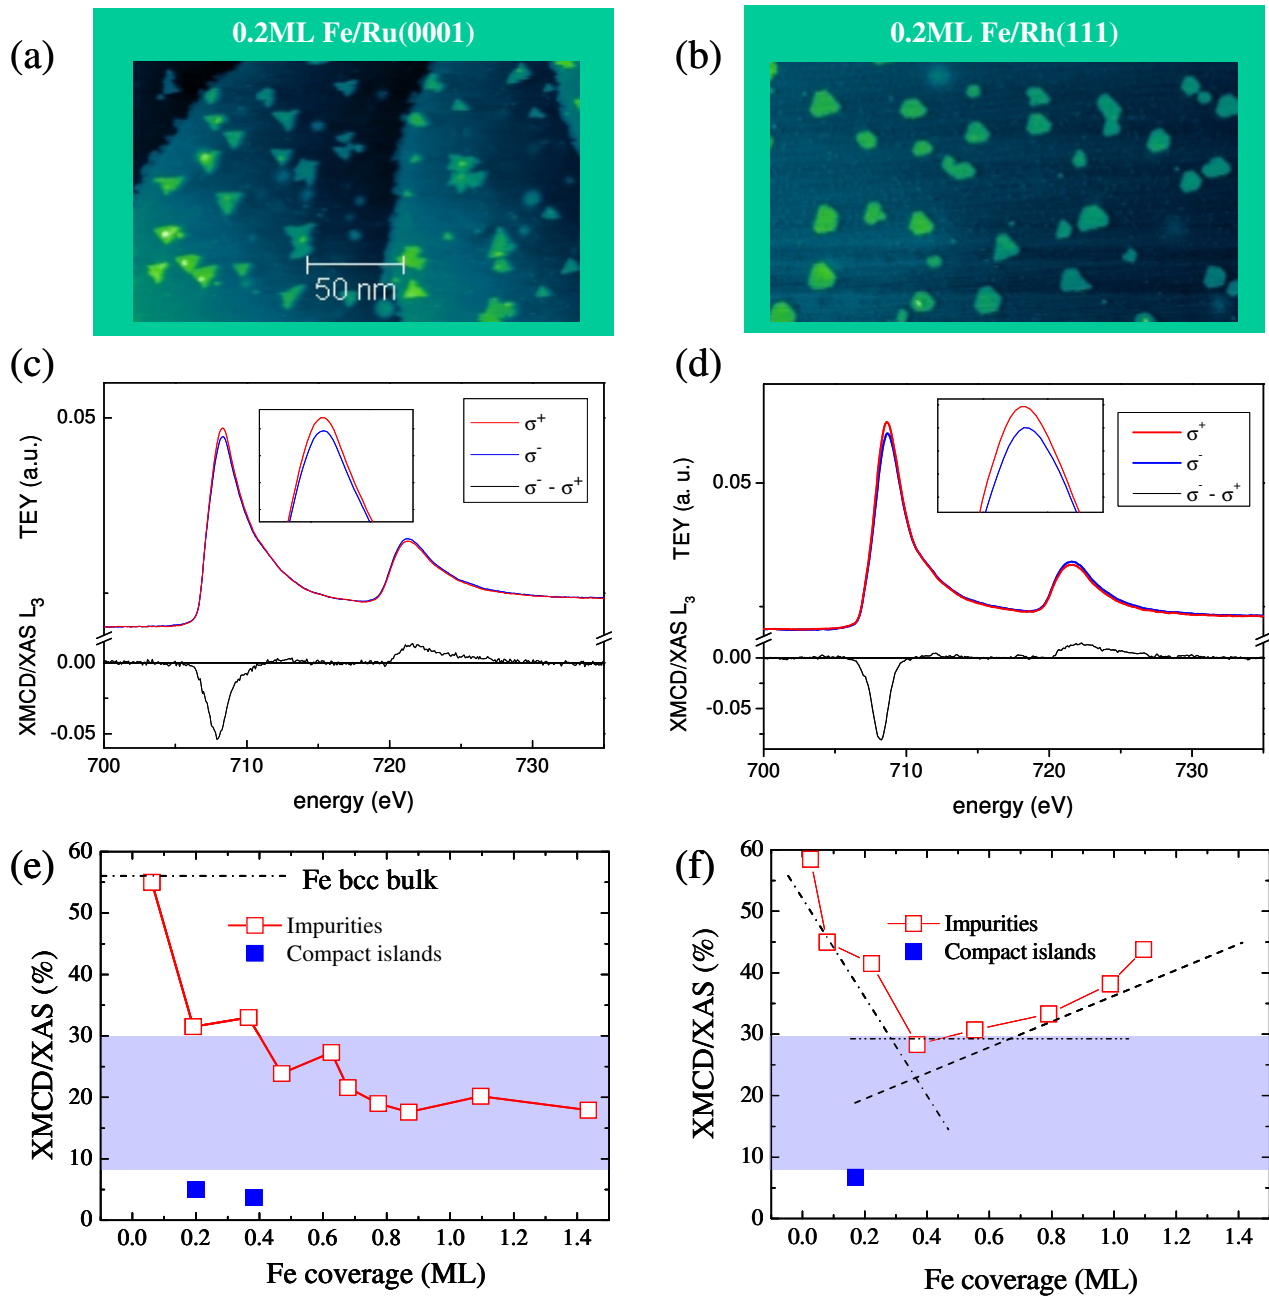 (a)
0.2ML Fe/Ru(0001)
50 nm
(b)
0.2ML Fe/Rh(111)
(c)
0.05
TEY (a.u.)
σ+
σ-
σ- - σ+
XMCD/XAS L3
0.00
-0.05
700 710 720 730
energy (eV)
(d)
0.05
TEY (a. u.)
σ+
σ-
σ- - σ+
XMCD/XAS L3
0.00
-0.05
700 710 720 730
energy (eV)
(e)
60
50
40
30
20
10
0
XMCD/XAS (%)
Fe bcc bulk
Impurities
Compact islands
0.0 0.2 0.4 0.6 0.8 1.0 1.2 1.4
Fe coverage (ML)
(f)
60
50
40
30
20
10
0
XMCD/XAS (%)
Impurities
Compact islands
0.0 0.2 0.4 0.6 0.8 1.0 1.2 1.4
Fe coverage (ML)